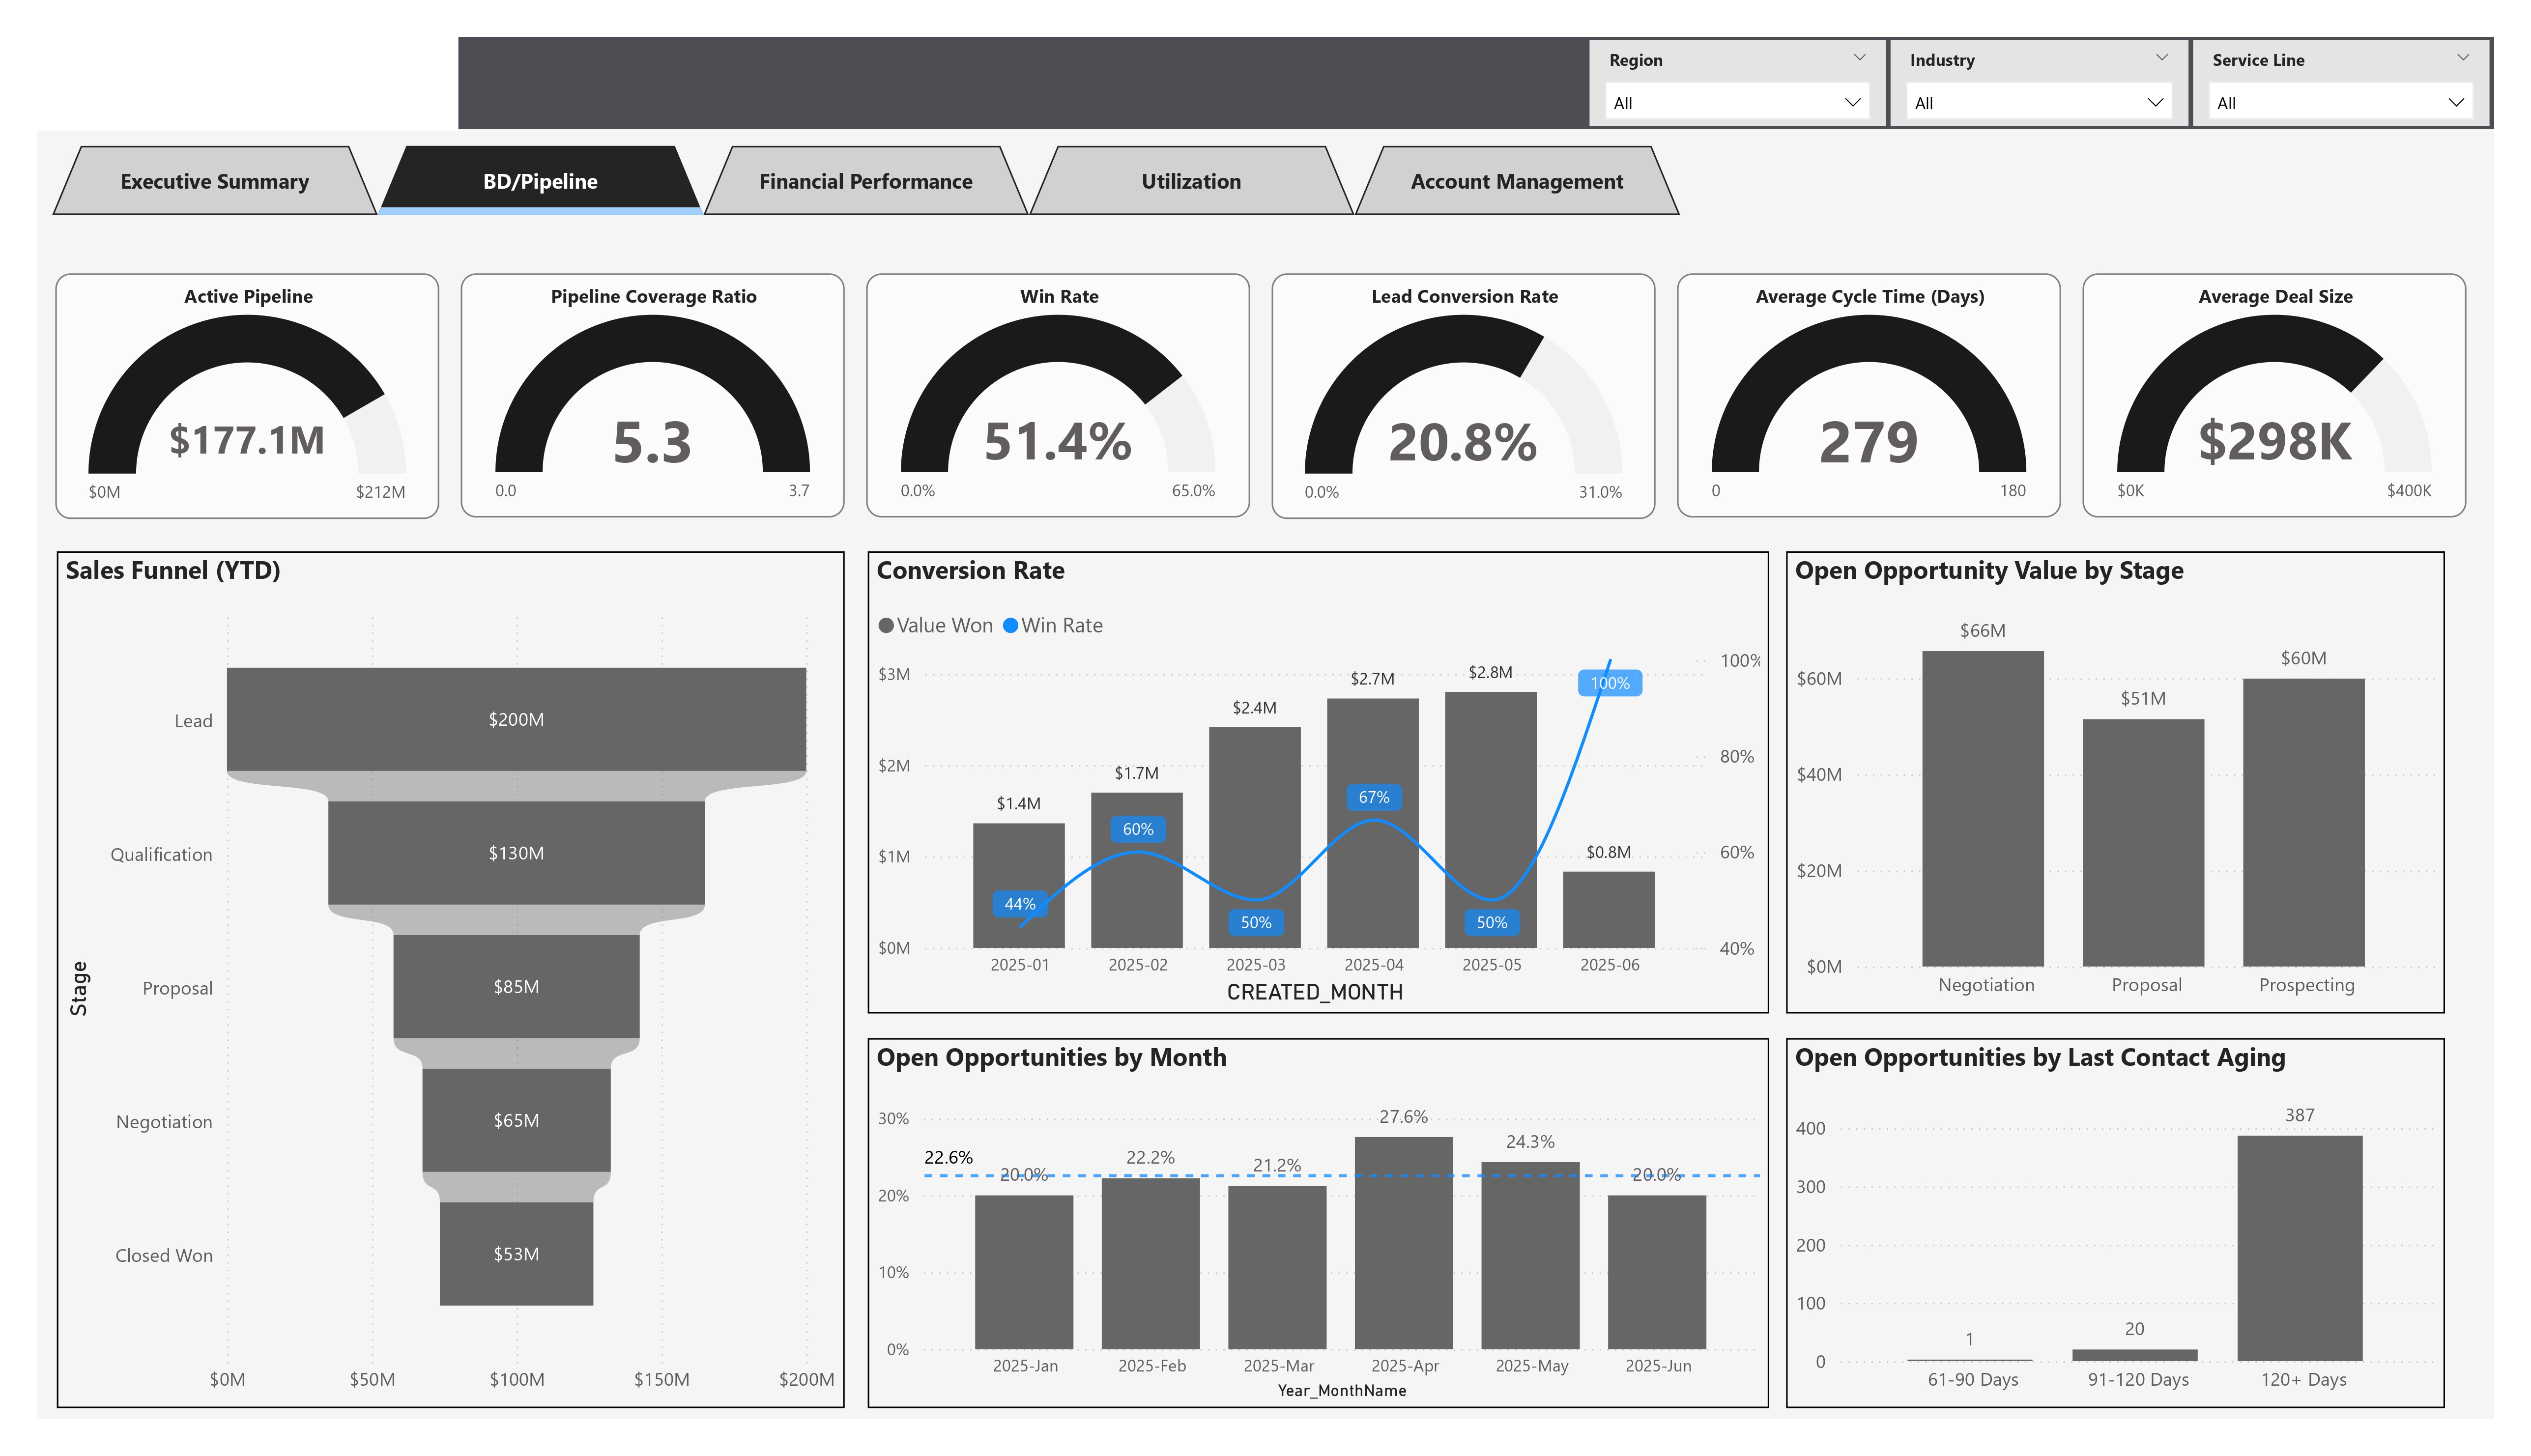 Region
Industry
Service Line
All
All
All
Executive Summary
BD/Pipeline
Financial Performance
Utilization
Account Management
Active Pipeline
$177.1M
$0M
$212M
Pipeline Coverage Ratio
5.3
0.0
3.7
Win Rate
51.4%
0.0%
65.0%
Lead Conversion Rate
20.8%
0.0%
31.0%
Average Cycle Time (Days)
279
0
180
Average Deal Size
$298K
$0K
$400K
Sales Funnel (YTD)
Stage
Lead
$200M
Qualification
$130M
Proposal
$85M
Negotiation
$65M
Closed Won
$53M
$0M
$50M
$100M
$150M
$200M
Conversion Rate
Value Won
Win Rate
$3M
$2M
$1M
$0M
$1.4M
$1.7M
$2.4M
$2.7M
$2.8M
$0.8M
44%
60%
50%
67%
50%
100%
100%
80%
60%
40%
2025-01
2025-02
2025-03
2025-04
2025-05
2025-06
CREATED_MONTH
Open Opportunity Value by Stage
$60M
$40M
$20M
$0M
$66M
$51M
$60M
Negotiation
Proposal
Prospecting
Open Opportunities by Month
30%
20%
10%
0%
22.6%
20.0%
22.2%
21.2%
27.6%
24.3%
20.0%
2025-Jan
2025-Feb
2025-Mar
2025-Apr
2025-May
2025-Jun
Year_MonthName
Open Opportunities by Last Contact Aging
400
300
200
100
0
1
20
387
61-90 Days
91-120 Days
120+ Days